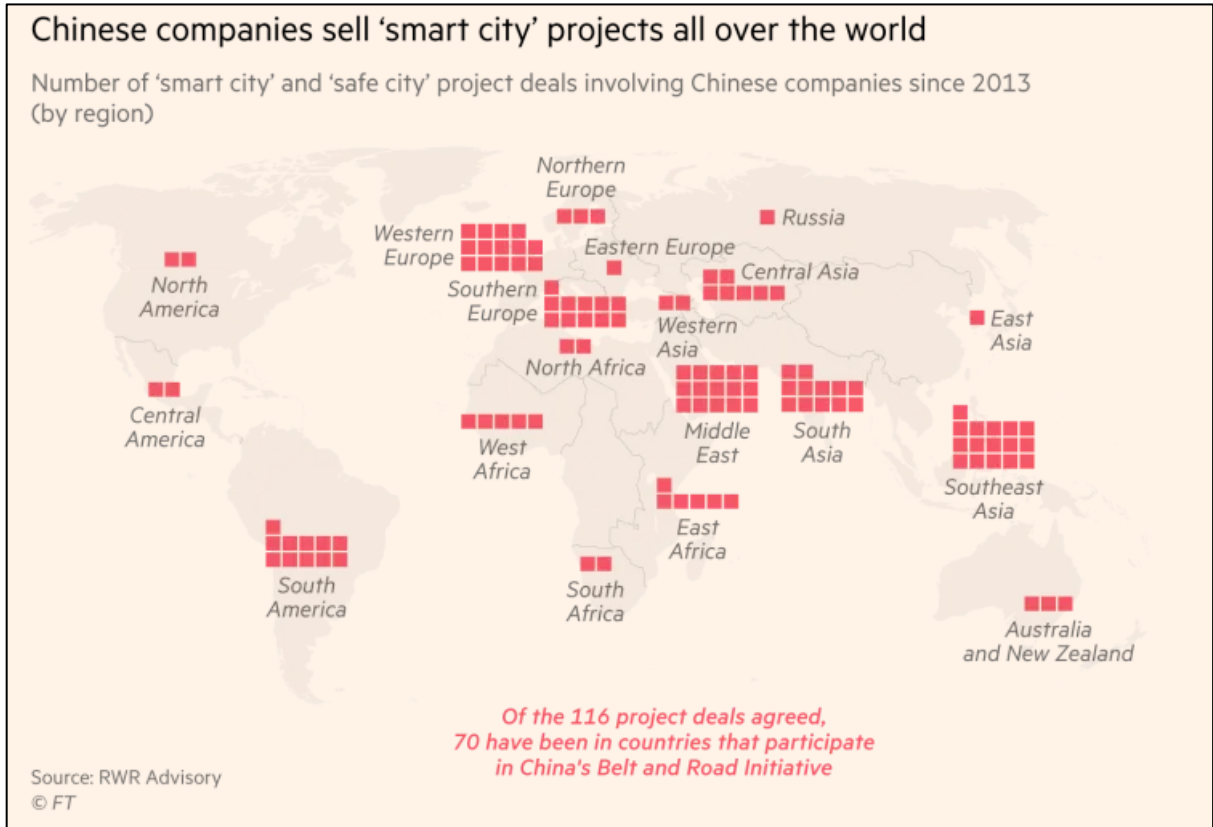 Chinese companies sell ‘smart city’ projects all over the world
Number of ‘smart city’ and ‘safe city’ project deals involving Chinese companies since 2013
(by region)
Northern
Europe
Western
Europe
Eastern Europe
Russia
North
America
Southern
Europe
Central Asia
Western
Asia
East
Asia
North Africa
Central
America
West
Africa
Middle
East
South
Asia
Southeast
Asia
East
Africa
South
America
South
Africa
Australia
and New Zealand
Of the 116 project deals agreed,
70 have been in countries that participate
in China's Belt and Road Initiative
Source: RWR Advisory
© FT